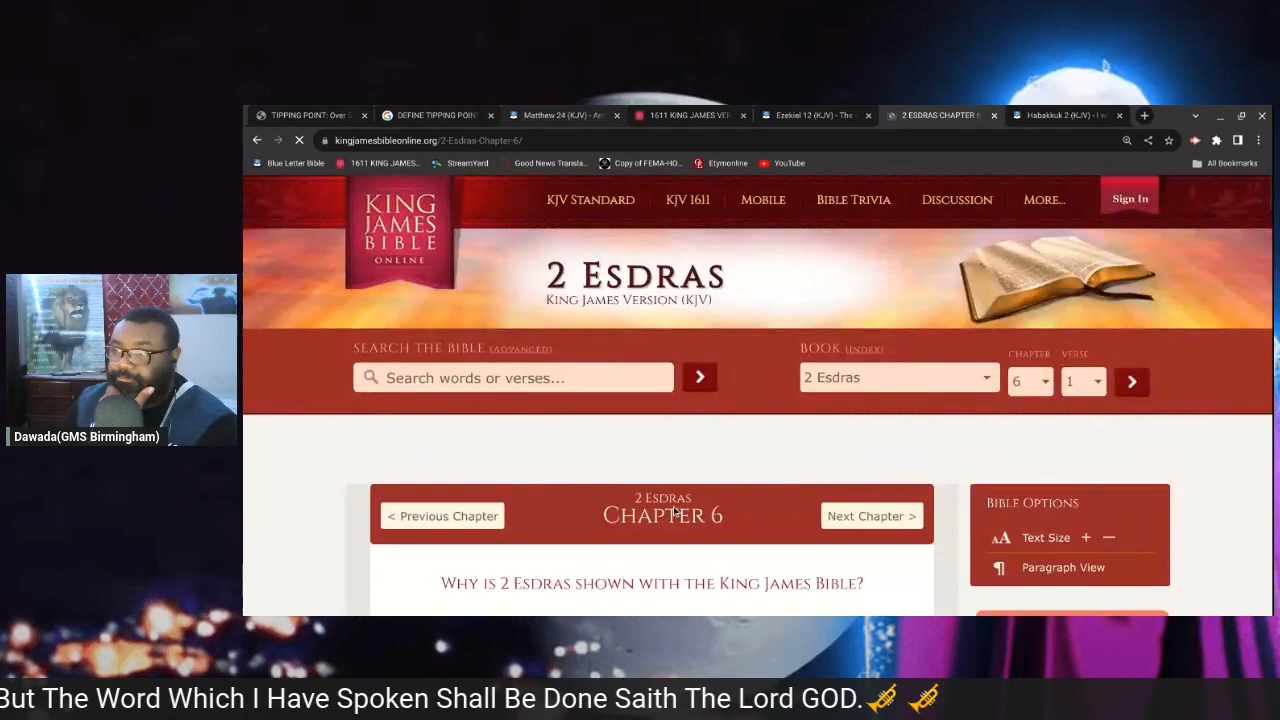 TIPPING POINT: Over
DEFINE TIPPING POIN
Matthew 24 (KJV) - An
1611 KING JAMES VER
Ezekiel 12 (KJV) - The
2 ESDRAS CHAPTER 6
Habakkuk 2 (KJV) - I w
kingjamesbibleonline.org/2-Esdras-Chapter-6/
Blue Letter Bible
1611 KING JAMES...
StreamYard
Good News Transla...
Copy of FEMA-HO...
Etymonline
YouTube
All Bookmarks
KING
JAMES
BIBLE
ONLINE
KJV STANDARD
KJV 1611
MOBILE
BIBLE TRIVIA
DISCUSSION
MORE...
Sign In
2 ESDRAS
KING JAMES VERSION (KJV)
SEARCH THE BIBLE (ADVANCED)
Search words or verses...
BOOK (INDEX)
2 Esdras
CHAPTER
6
VERSE
1
< Previous Chapter
2 ESDRAS
CHAPTER 6
Next Chapter >
WHY IS 2 ESDRAS SHOWN WITH THE KING JAMES BIBLE?
BIBLE OPTIONS
AA Text Size + —
¶ Paragraph View
Dawada(GMS Birmingham)
But The Word Which I Have Spoken Shall Be Done Saith The Lord GOD.🎺 🎺